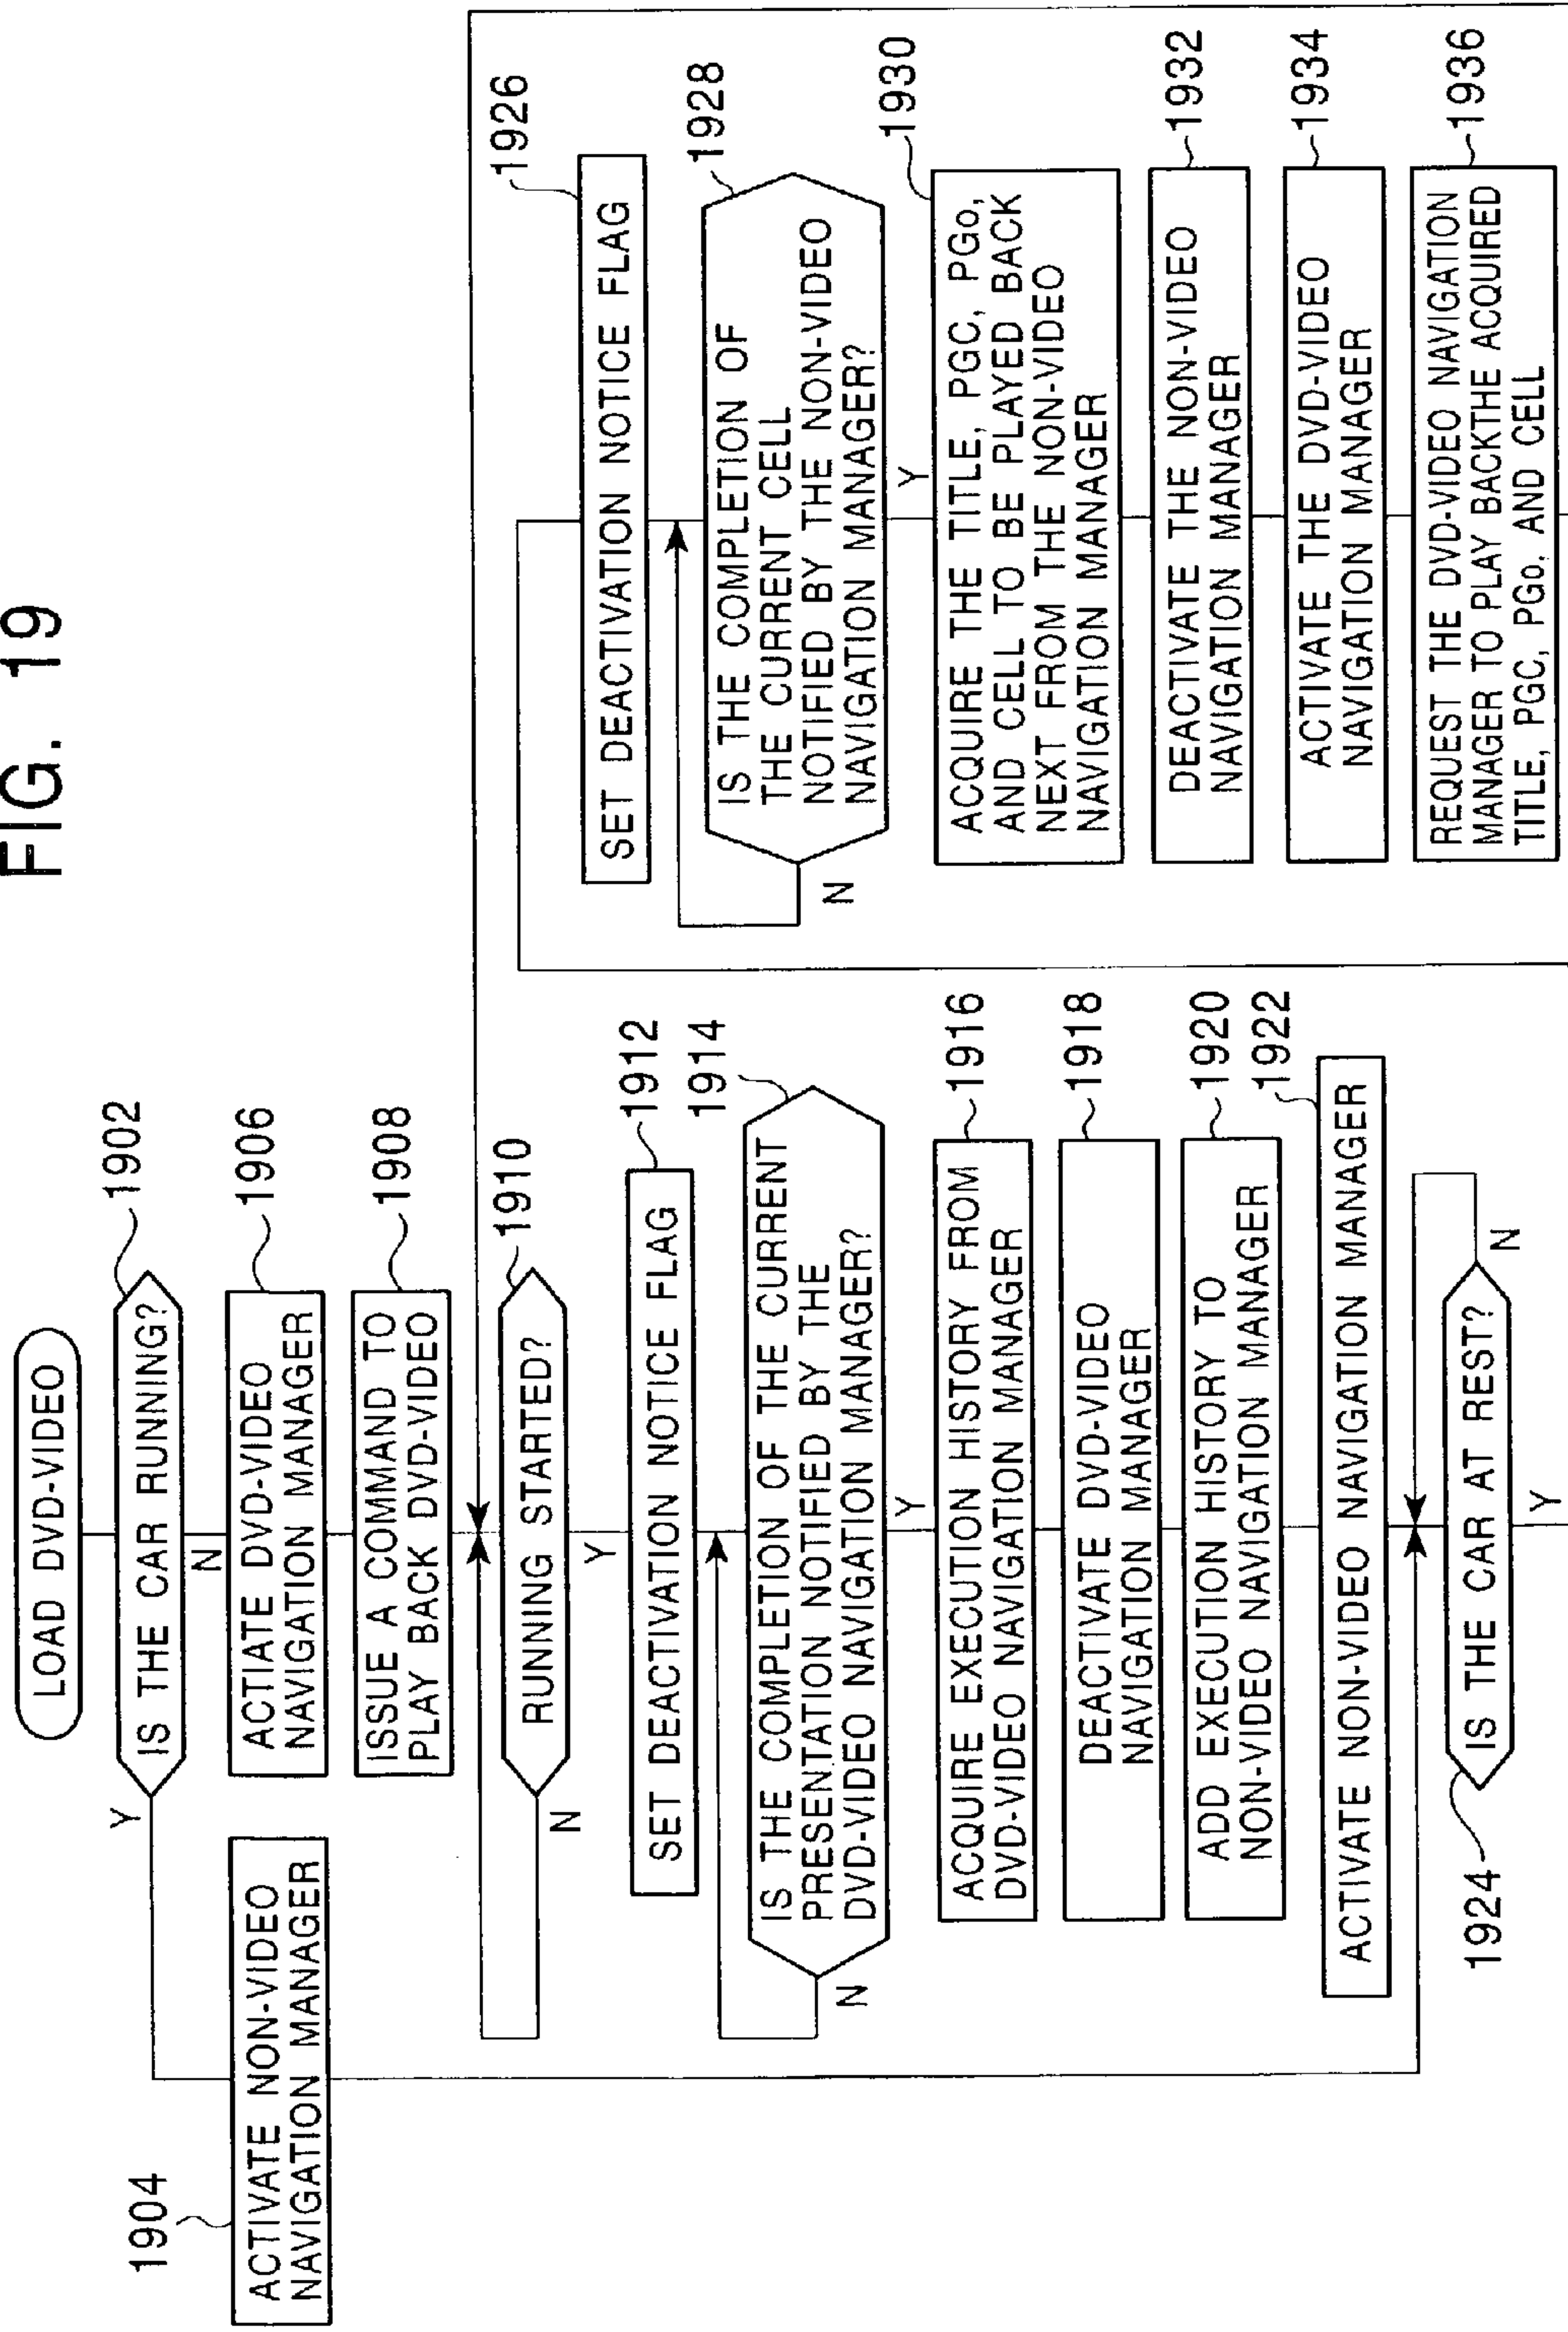 FIG. 19
LOAD DVD-VIDEO
IS THE CAR RUNNING?
1902
Y
N
1904
ACTIVATE NON-VIDEO
NAVIGATION MANAGER
ACTIATE DVD-VIDEO
NAVIGATION MANAGER
1906
ISSUE A COMMAND TO
PLAY BACK DVD-VIDEO
1908
RUNNING STARTED?
1910
N
Y
SET DEACTIVATION NOTICE FLAG
1912
IS THE COMPLETION OF THE CURRENT
PRESENTATION NOTIFIED BY THE
DVD-VIDEO NAVIGATION MANAGER?
1914
N
Y
ACQUIRE EXECUTION HISTORY FROM
DVD-VIDEO NAVIGATION MANAGER
1916
DEACTIVATE DVD-VIDEO
NAVIGATION MANAGER
1918
ADD EXECUTION HISTORY TO
NON-VIDEO NAVIGATION MANAGER
1920
ACTIVATE NON-VIDEO NAVIGATION MANAGER
1922
IS THE CAR AT REST?
1924
N
Y
SET DEACTIVATION NOTICE FLAG
1926
IS THE COMPLETION OF
THE CURRENT CELL
NOTIFIED BY THE NON-VIDEO
NAVIGATION MANAGER?
1928
N
Y
ACQUIRE THE TITLE, PGC, PGo,
AND CELL TO BE PLAYED BACK
NEXT FROM THE NON-VIDEO
NAVIGATION MANAGER
1930
DEACTIVATE THE NON-VIDEO
NAVIGATION MANAGER
1932
ACTIVATE THE DVD-VIDEO
NAVIGATION MANAGER
1934
REQUEST THE DVD-VIDEO NAVIGATION
MANAGER TO PLAY BACKTHE ACQUIRED
TITLE, PGC, PGo, AND CELL
1936